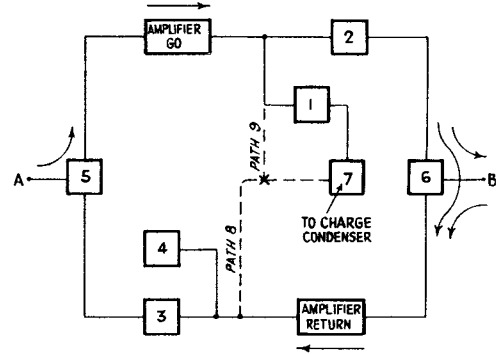 AMPLIFIER
GO
2
1
PATH 9
A
5
7
6
B
TO CHARGE
CONDENSER
4
PATH 8
3
AMPLIFIER
RETURN